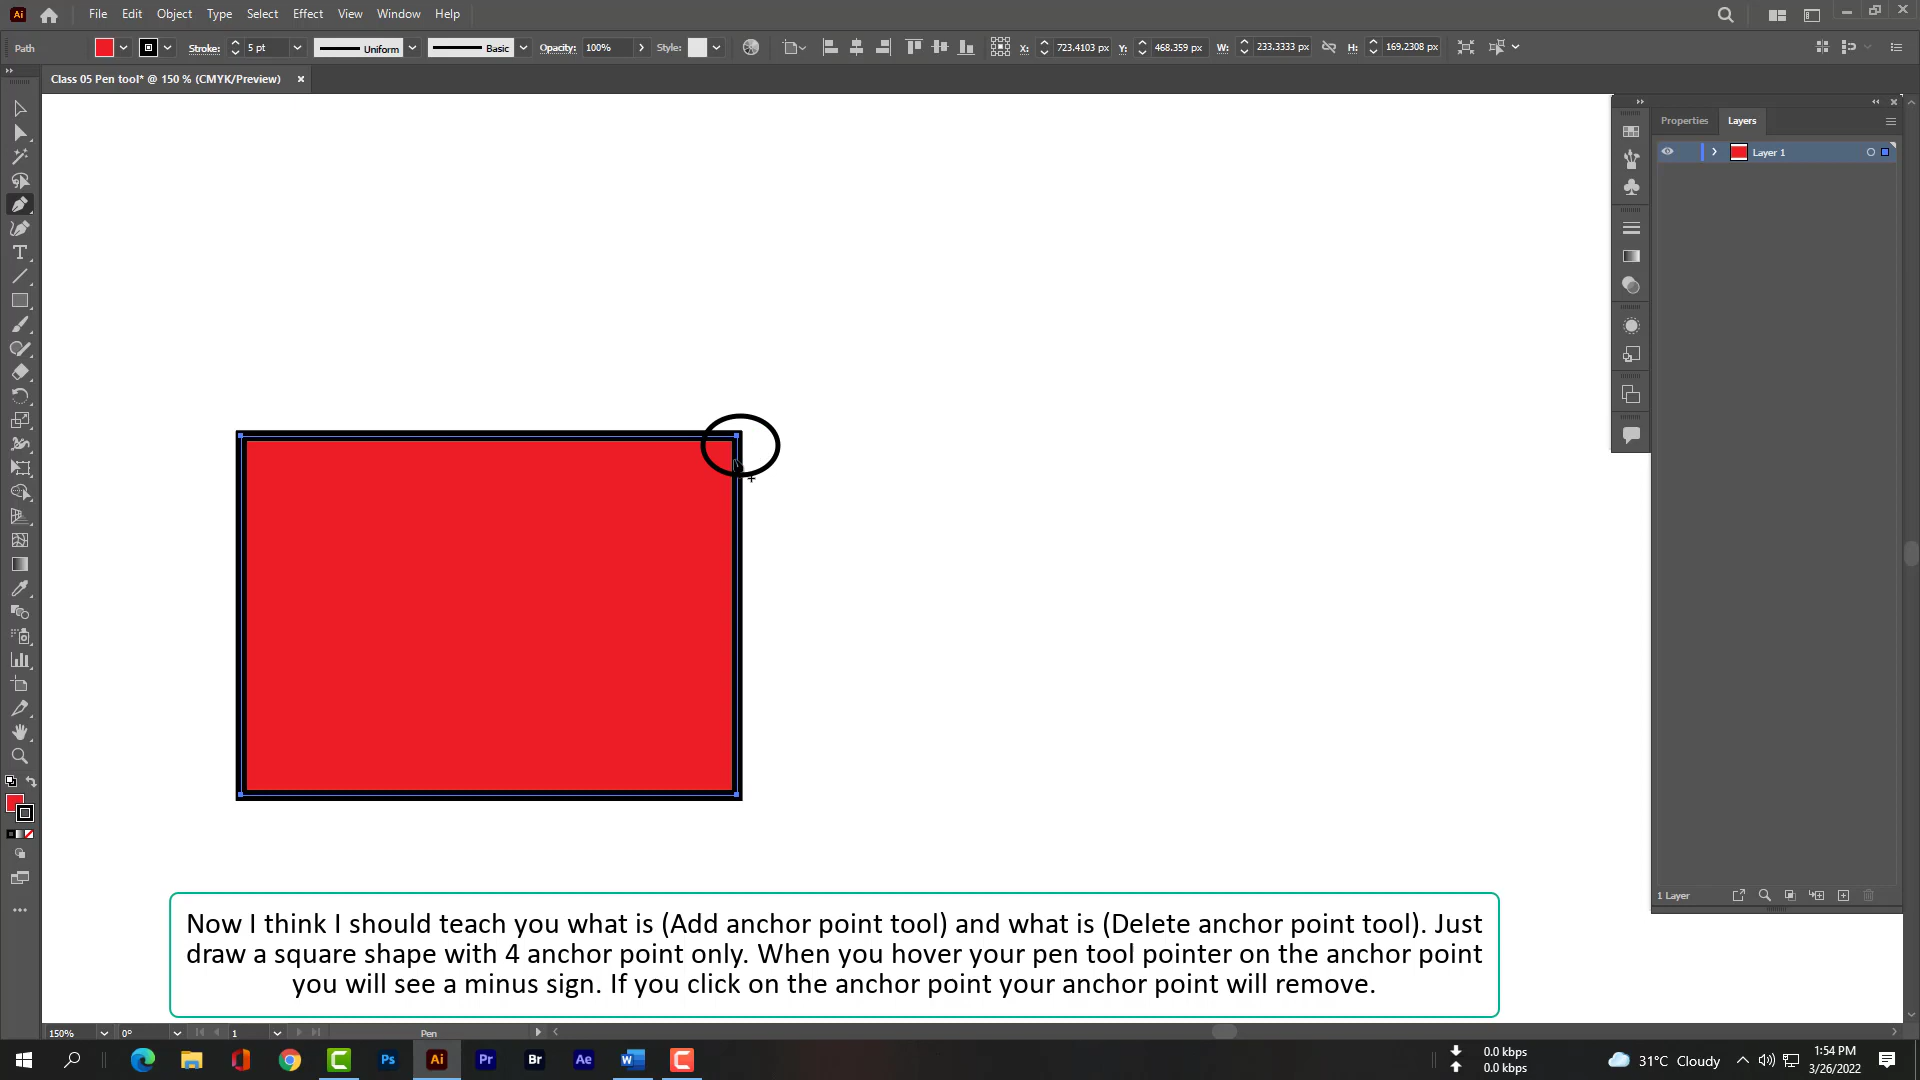 Ai File Edit Object Type Select Effect View Window Help
Path Stroke: 5 pt Uniform Basic Opacity: 100% Style: X: 723.4103 px Y: 468.359 px W: 233.3333 px H: 169.2308 px
Class 05 Pen tool* @ 150 % (CMYK/Preview)
Properties Layers
Layer 1
1 Layer
Now I think I should teach you what is (Add anchor point tool) and what is (Delete anchor point tool). Just
draw a square shape with 4 anchor point only. When you hover your pen tool pointer on the anchor point
you will see a minus sign. If you click on the anchor point your anchor point will remove.
150% 0° 1 Pen
Ps Ai Pr Br Ae W
0.0 kbps
0.0 kbps
31°C Cloudy
1:54 PM
3/26/2022